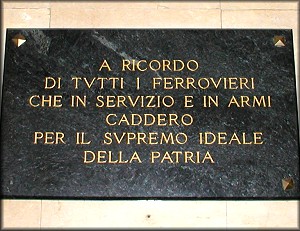 A RICORDO
DI TVTTI I FERROVIERI
CHE IN SERVIZIO E IN ARMI
CADDERO
PER IL SVPREMO IDEALE
DELLA PATRIA